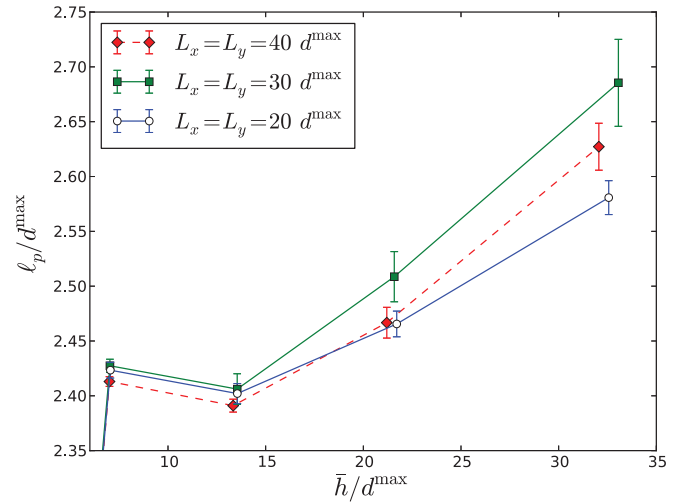 2.75
2.70
2.65
2.60
2.55
2.50
2.45
2.40
2.35
ℓ_p/d^max
L_x=L_y=40 d^max
L_x=L_y=30 d^max
L_x=L_y=20 d^max
10 15 20 25 30 35
h̄/d^max